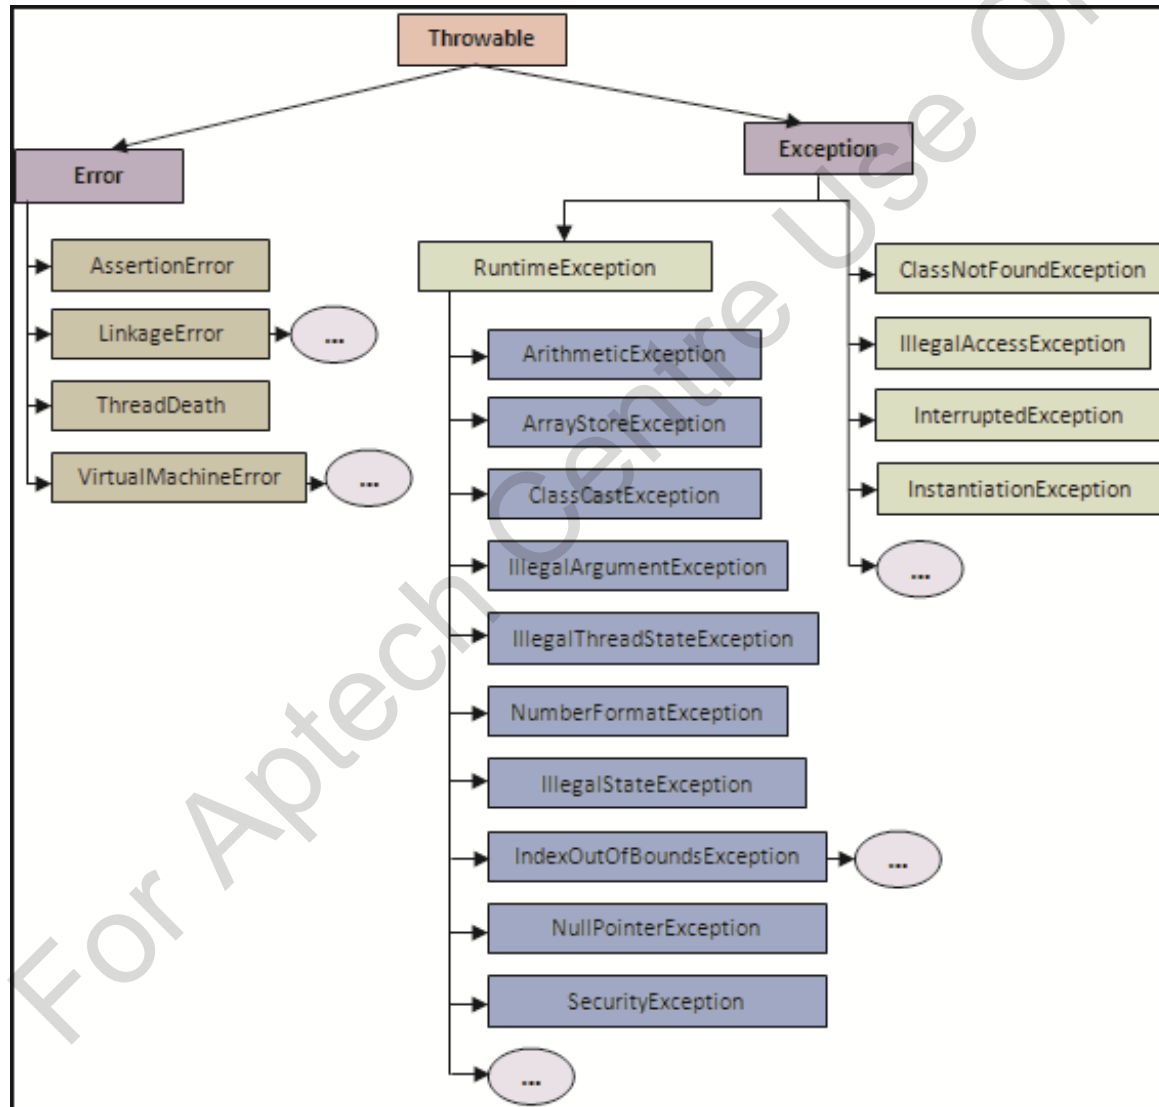 Throwable
Error
Exception
AssertionError
LinkageError
...
ThreadDeath
VirtualMachineError
...
RuntimeException
ArithmeticException
ArrayStoreException
ClassCastException
IllegalArgumentException
IllegalThreadStateException
NumberFormatException
IllegalStateException
IndexOutOfBoundsException
...
NullPointerException
SecurityException
...
ClassNotFoundException
IllegalAccessException
InterruptedException
InstantiationException
...
For Aptech Centre Use